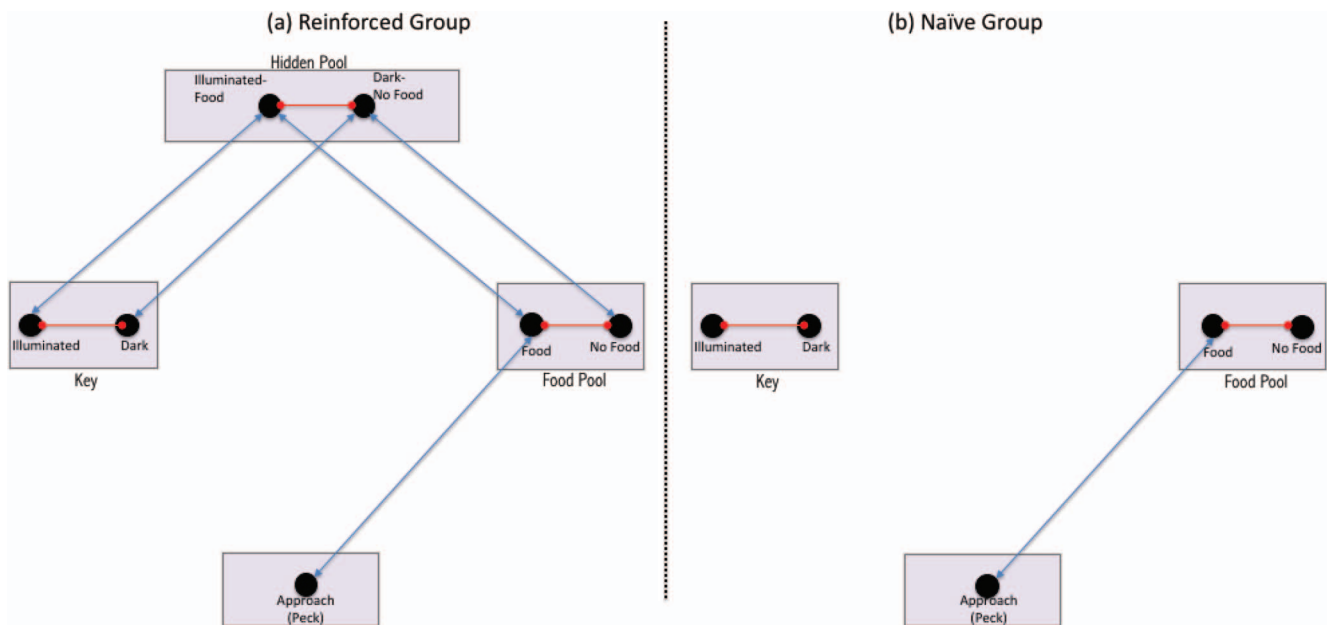 (a) Reinforced Group
Hidden Pool
Illuminated-
Food
Dark-
No Food
Illuminated
Dark
Key
Food
No Food
Food Pool
Approach
(Peck)
(b) Naïve Group
Illuminated
Dark
Key
Food
No Food
Food Pool
Approach
(Peck)